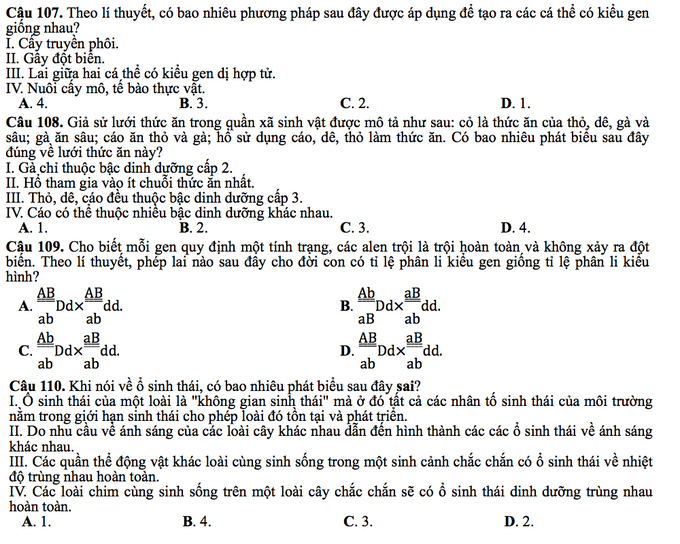 Câu 107. Theo lí thuyết, có bao nhiêu phương pháp sau đây được áp dụng để tạo ra các cá thể có kiểu gen
giống nhau?
I. Cấy truyền phôi.
II. Gây đột biến.
III. Lai giữa hai cá thể có kiểu gen dị hợp tử.
IV. Nuôi cấy mô, tế bào thực vật.
A. 4. B. 3. C. 2. D. 1.
Câu 108. Giả sử lưới thức ăn trong quần xã sinh vật được mô tả như sau: cỏ là thức ăn của thỏ, dê, gà và
sâu; gà ăn sâu; cáo ăn thỏ và gà; hổ sử dụng cáo, dê, thỏ làm thức ăn. Có bao nhiêu phát biểu sau đây
đúng về lưới thức ăn này?
I. Gà chỉ thuộc bậc dinh dưỡng cấp 2.
II. Hổ tham gia vào ít chuỗi thức ăn nhất.
III. Thỏ, dê, cáo đều thuộc bậc dinh dưỡng cấp 3.
IV. Cáo có thể thuộc nhiều bậc dinh dưỡng khác nhau.
A. 1. B. 2. C. 3. D. 4.
Câu 109. Cho biết mỗi gen quy định một tính trạng, các alen trội là trội hoàn toàn và không xảy ra đột
biến. Theo lí thuyết, phép lai nào sau đây cho đời con có tỉ lệ phân li kiểu gen giống tỉ lệ phân li kiểu
hình?
AB AB Ab aB
A. Dd× dd. B. Dd× dd.
ab ab aB ab
Ab aB AB aB
C. Dd× dd. D. Dd× dd.
ab ab ab ab
Câu 110. Khi nói về ổ sinh thái, có bao nhiêu phát biểu sau đây sai?
I. Ổ sinh thái của một loài là "không gian sinh thái" mà ở đó tất cả các nhân tố sinh thái của môi trường
nằm trong giới hạn sinh thái cho phép loài đó tồn tại và phát triển.
II. Do nhu cầu về ánh sáng của các loài cây khác nhau dẫn đến hình thành các các ổ sinh thái về ánh sáng
khác nhau.
III. Các quần thể động vật khác loài cùng sinh sống trong một sinh cảnh chắc chắn có ổ sinh thái về nhiệt
độ trùng nhau hoàn toàn.
IV. Các loài chim cùng sinh sống trên một loài cây chắc chắn sẽ có ổ sinh thái dinh dưỡng trùng nhau
hoàn toàn.
A. 1. B. 4. C. 3. D. 2.